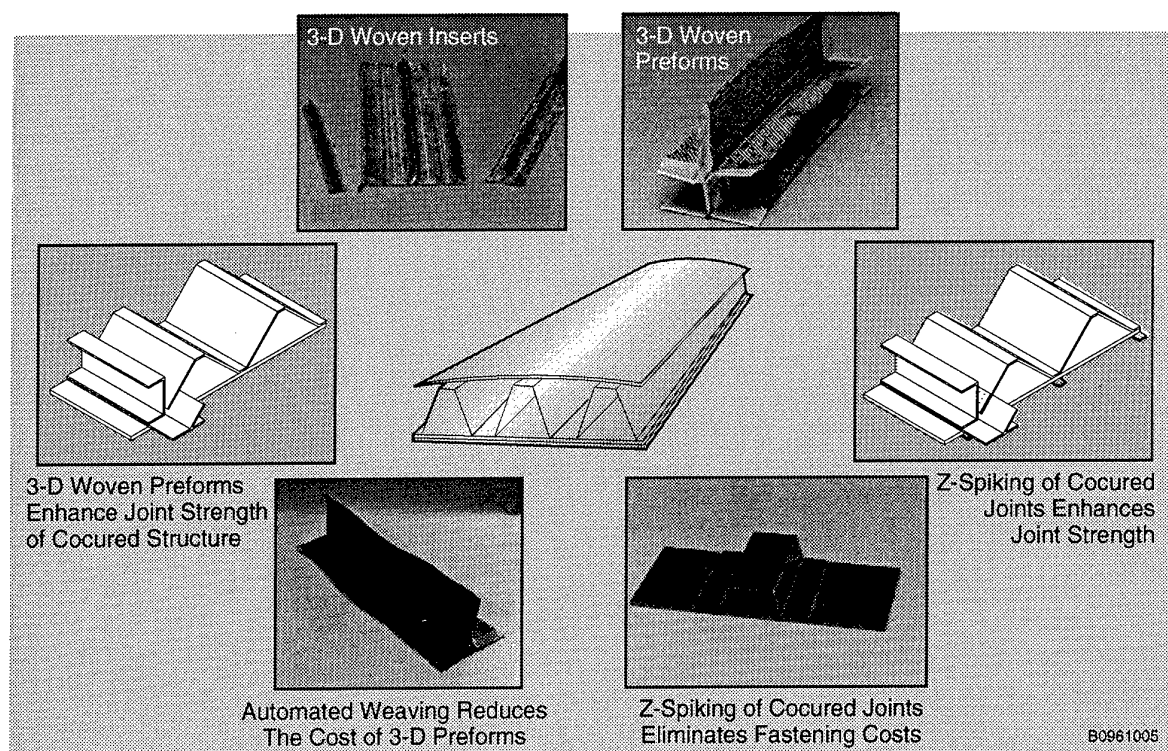 3-D Woven Inserts
3-D Woven
Preforms
3-D Woven Preforms
Enhance Joint Strength
of Cocured Structure
Z-Spiking of Cocured
Joints Enhances
Joint Strength
Automated Weaving Reduces
The Cost of 3-D Preforms
Z-Spiking of Cocured Joints
Eliminates Fastening Costs
B0961005